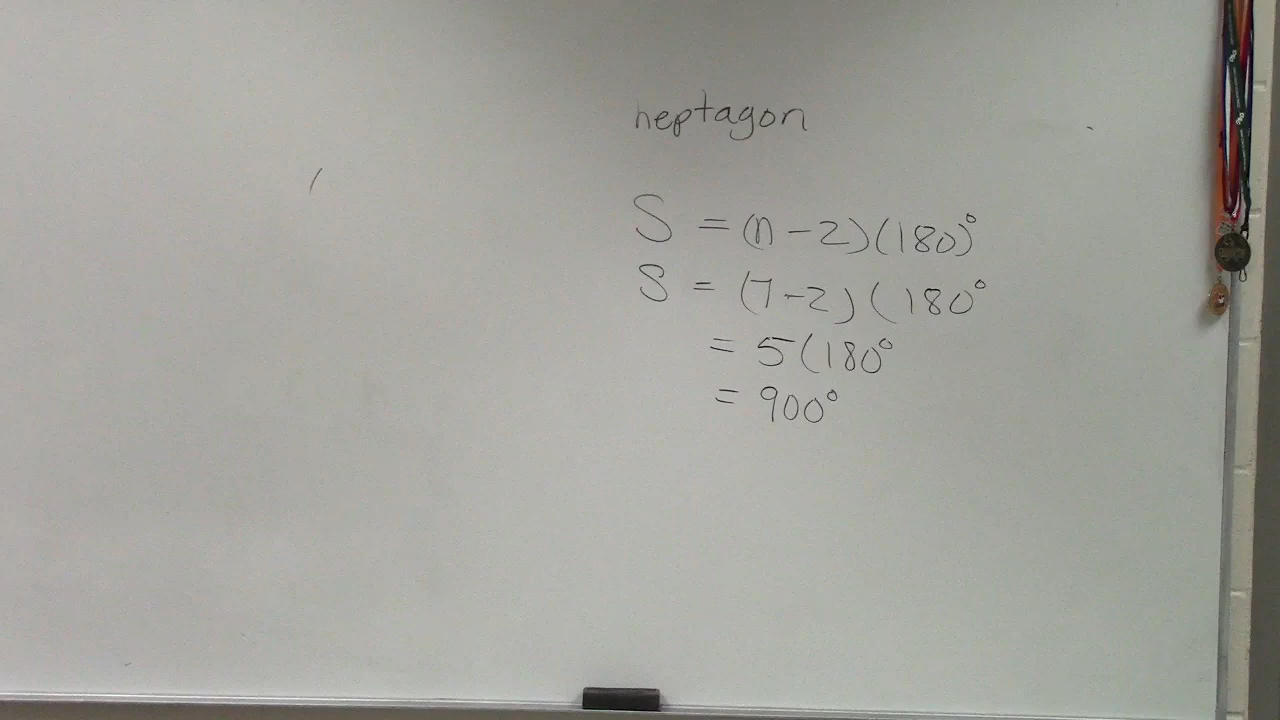 heptagon
S = (n-2)(180)°
S = (7-2)(180°
= 5(180°
= 900°